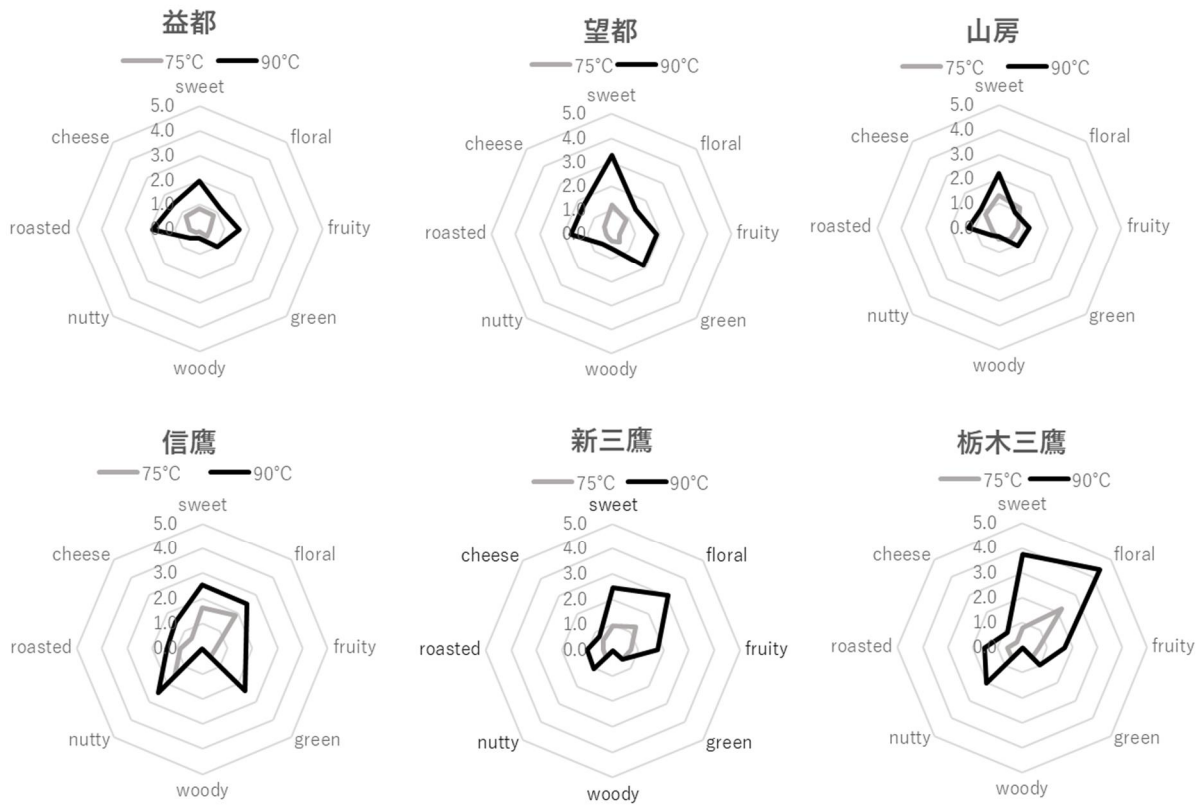 益都
75°C 90°C
sweet
5.0
4.0
3.0
2.0
1.0
0.0
floral
fruity
green
woody
nutty
roasted
cheese
望都
75°C 90°C
sweet
5.0
4.0
3.0
2.0
1.0
0.0
floral
fruity
green
woody
nutty
roasted
cheese
山房
75°C 90°C
sweet
5.0
4.0
3.0
2.0
1.0
0.0
floral
fruity
green
woody
nutty
roasted
cheese
信鷹
75°C 90°C
sweet
5.0
4.0
3.0
2.0
1.0
0.0
floral
fruity
green
woody
nutty
roasted
cheese
新三鷹
75°C 90°C
sweet
5.0
4.0
3.0
2.0
1.0
0.0
floral
fruity
green
woody
nutty
roasted
cheese
栃木三鷹
75°C 90°C
sweet
5.0
4.0
3.0
2.0
1.0
0.0
floral
fruity
green
woody
nutty
roasted
cheese